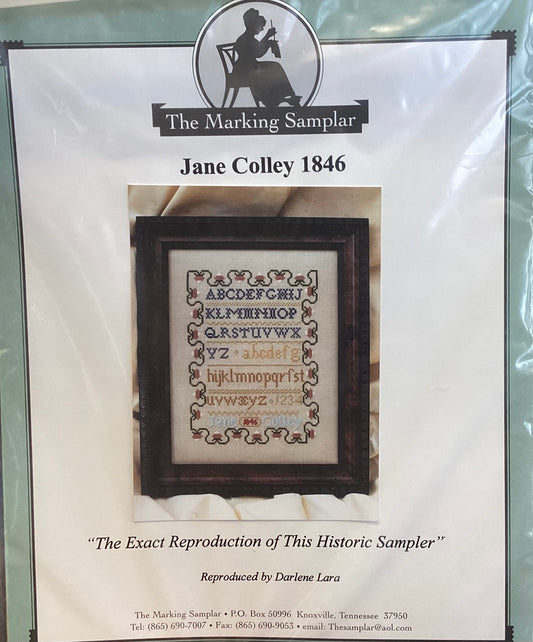 The Marking Samplar
Jane Colley 1846
ABCDEFGHIJ
KLMNOP
QRSTUVWX
YZ abcdefg
hijklmnopqrſst
uvwxyz 1234
Jane 1846 Colley
"The Exact Reproduction of This Historic Sampler"
Reproduced by Darlene Lara
The Marking Samplar • P.O. Box 50996 Knoxville, Tennessee 37950
Tel: (865) 690-7007 • Fax: (865) 690-9053 • email: Thesamplar@aol.com